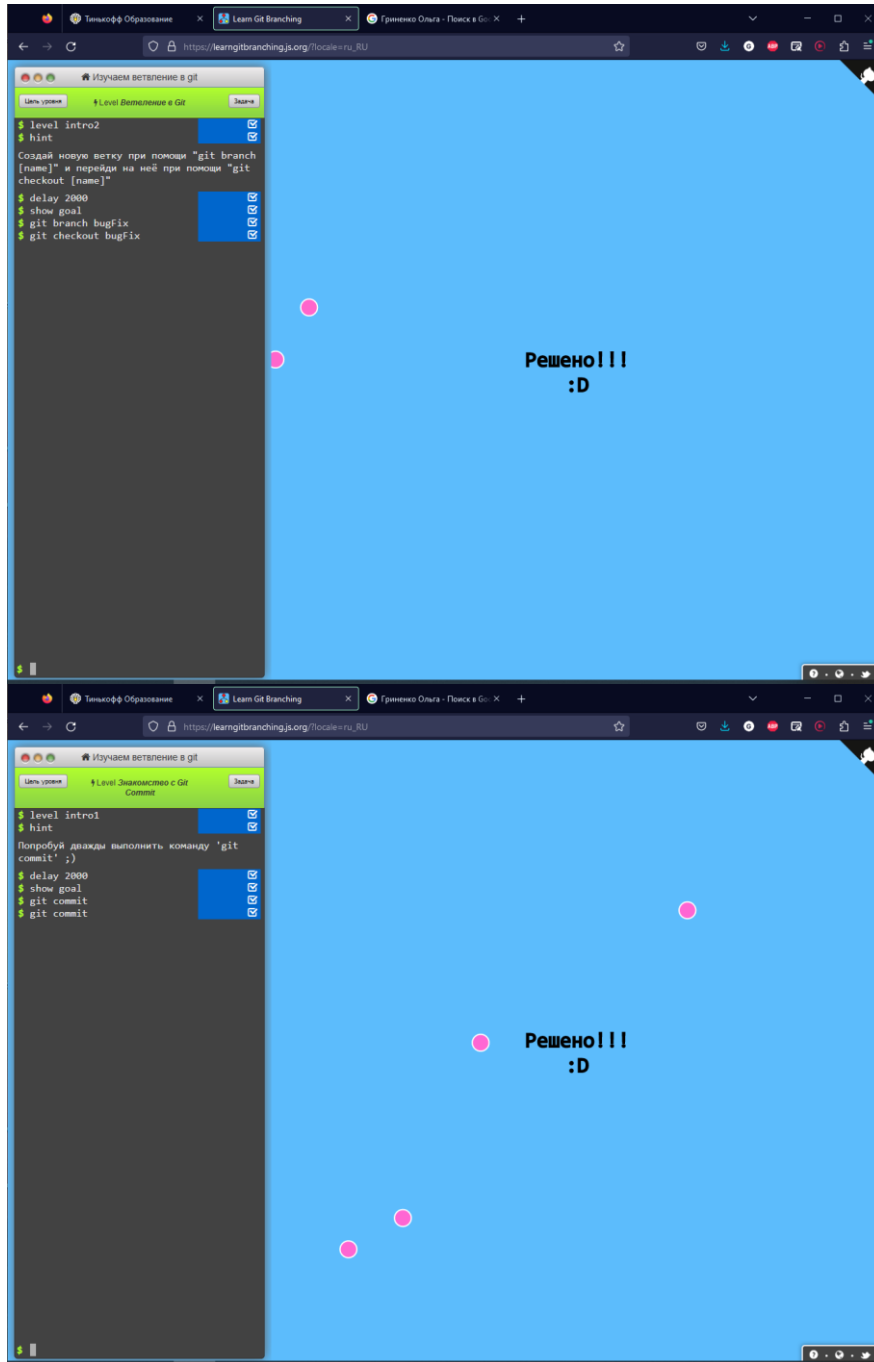 Тинькофф Образование
Learn Git Branching
Гриненко Ольга - Поиск в Goo
https://learngitbranching.js.org/?locale=ru_RU
Изучаем ветвление в git
Цель уровня
Level Ветвление в Git
Задача
$ level intro2
$ hint
Создай новую ветку при помощи "git branch
[name]" и перейди на неё при помощи "git
checkout [name]"
$ delay 2000
$ show goal
$ git branch bugFix
$ git checkout bugFix
Решено!!!
:D
$
Тинькофф Образование
Learn Git Branching
Гриненко Ольга - Поиск в Goo
https://learngitbranching.js.org/?locale=ru_RU
Изучаем ветвление в git
Цель уровня
Level Знакомство с Git
Commit
Задача
$ level intro1
$ hint
Попробуй дважды выполнить команду 'git
commit' ;)
$ delay 2000
$ show goal
$ git commit
$ git commit
Решено!!!
:D
$